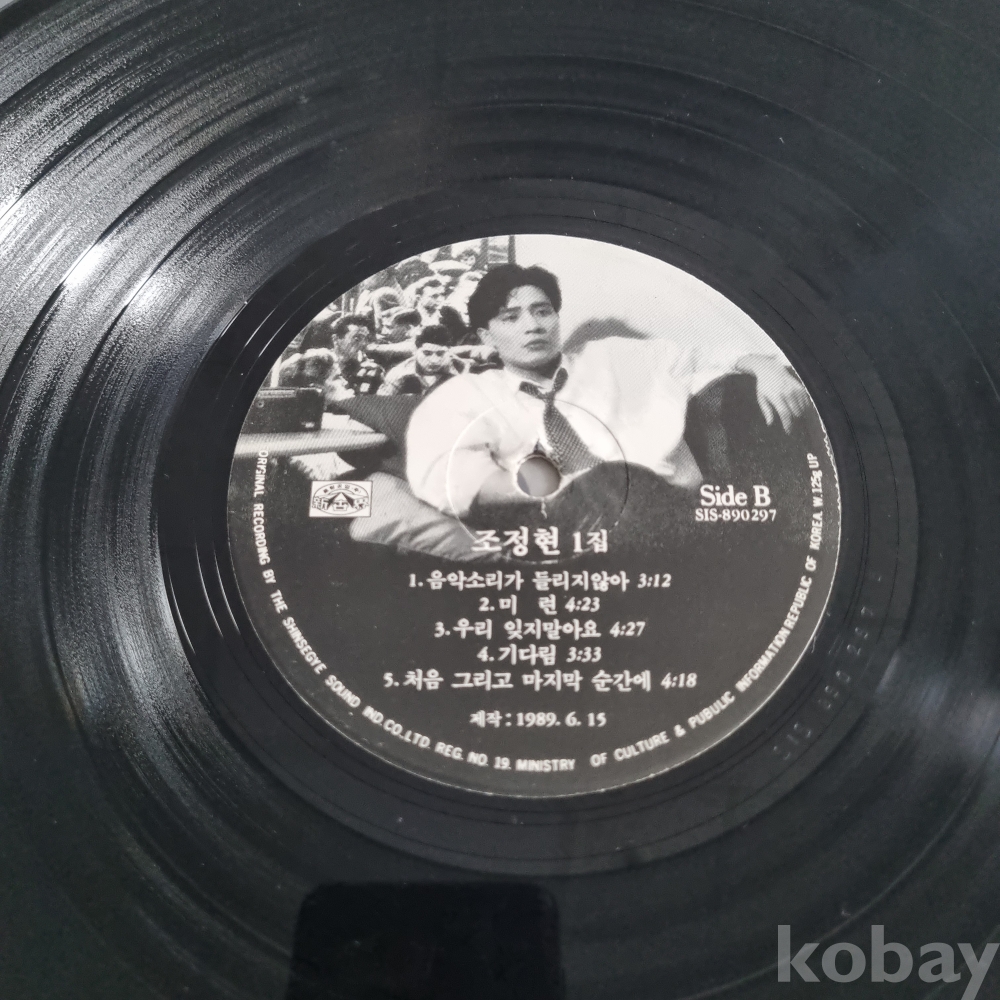 Side B
SIS-890297
조정현 1집
1. 음악소리가 들리지않아 3:12
2. 미 련 4:23
3. 우리 잊지말아요 4:27
4. 기다림 3:33
5. 처음 그리고 마지막 순간에 4:18
제작 : 1989. 6. 15
ORIGINAL RECORDING BY THE SHINSEGYE SOUND IND.CO.LTD. REG. NO. 19. MINISTRY OF CULTURE & PUBULIC INFORMATION REPUBLIC OF KOREA. W.125g UP
kobay